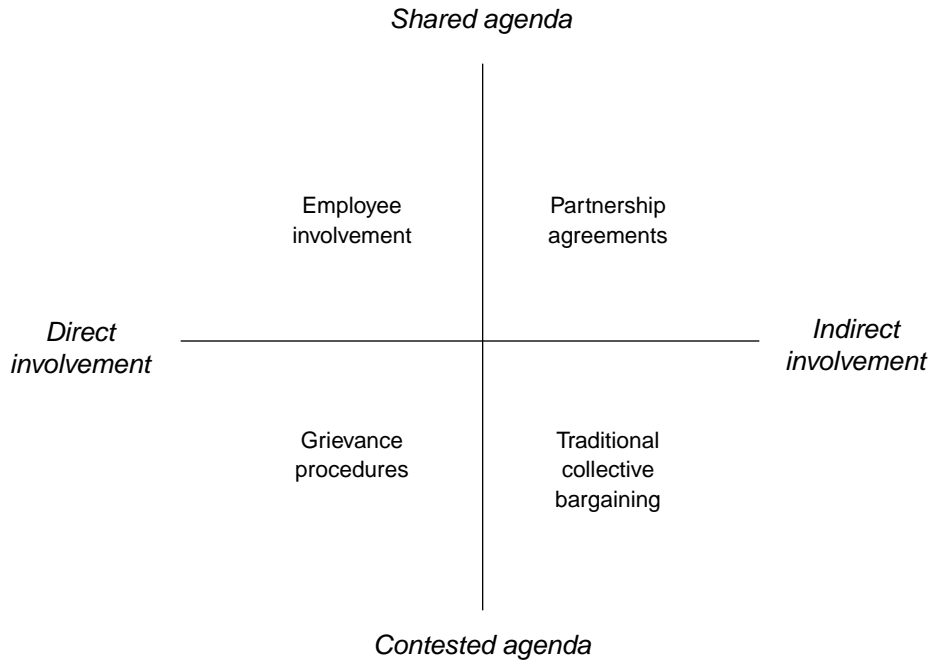 Shared agenda
Employee
involvement
Partnership
agreements
Direct
involvement
Indirect
involvement
Grievance
procedures
Traditional
collective
bargaining
Contested agenda